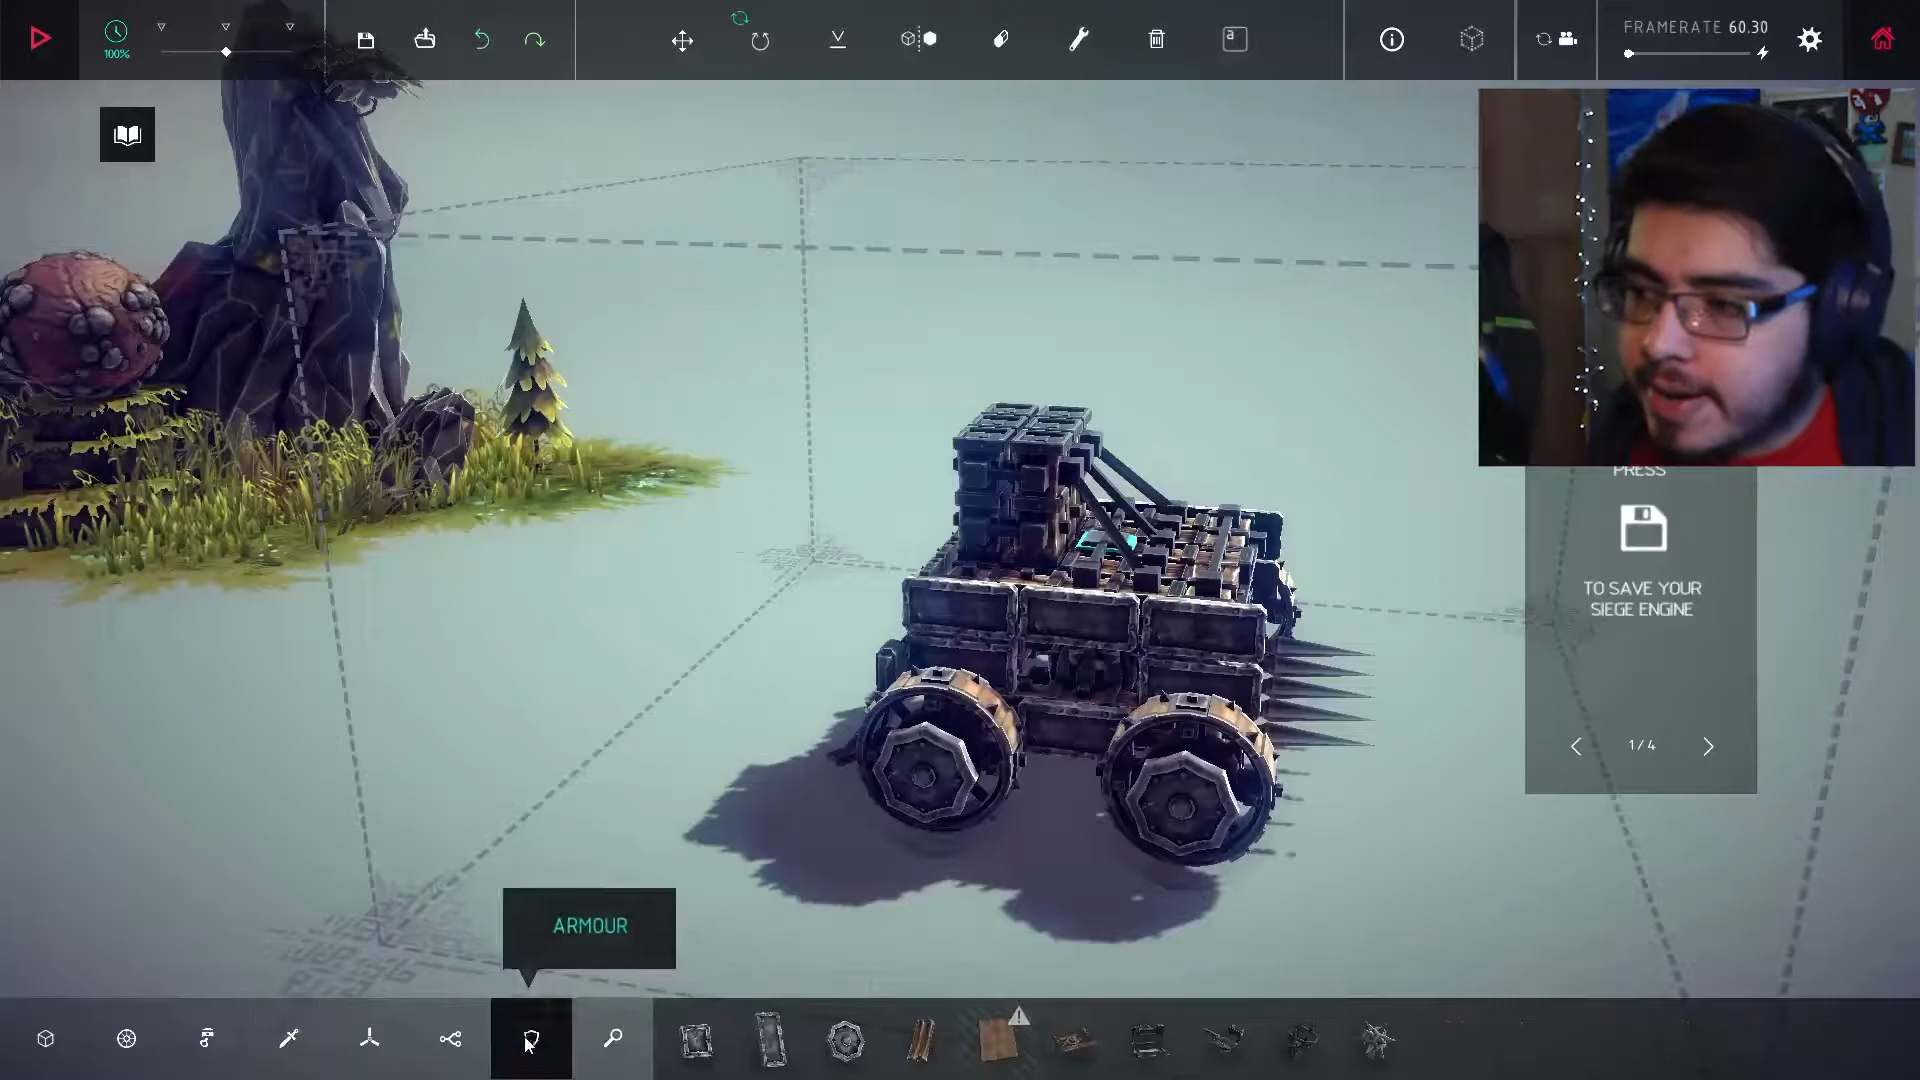 100%
a
FRAMERATE 60.30
PRESS
TO SAVE YOUR
SIEGE ENGINE
1/4
ARMOUR